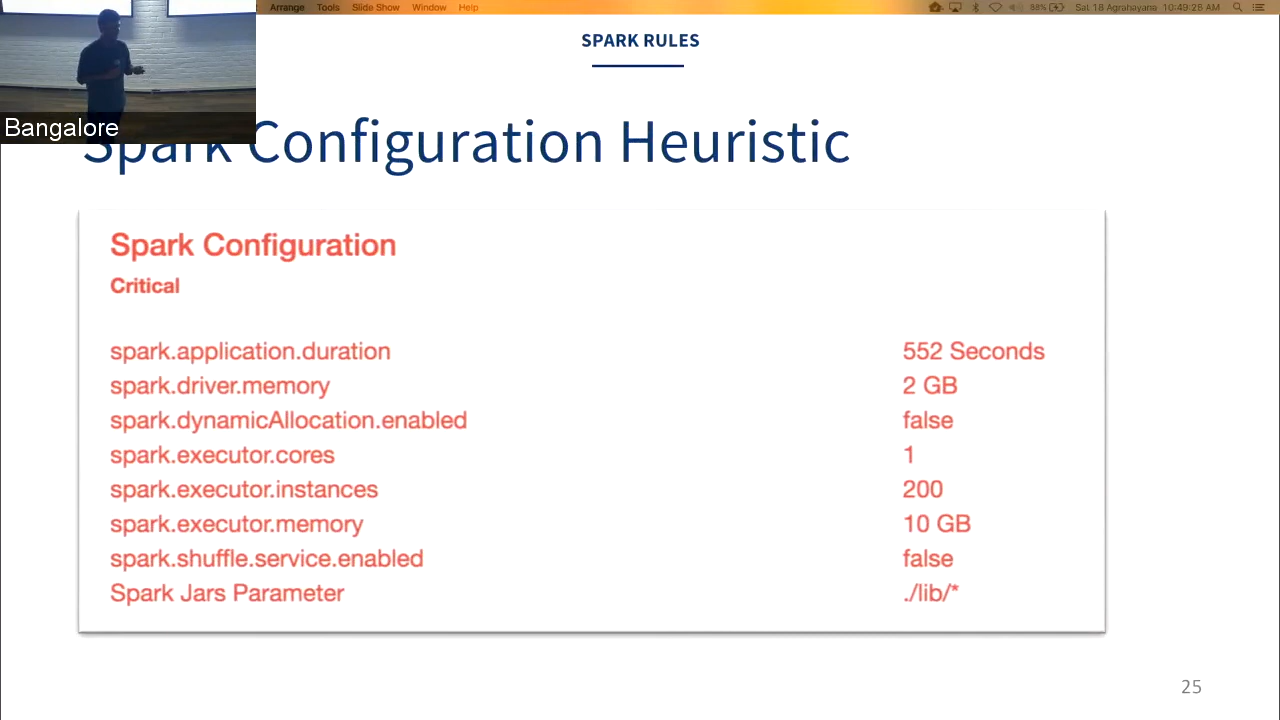 Arrange Tools Slide Show Window Help 88% Sat 18 Agrahayana 10:49:28 AM
SPARK RULES
Bangalore
Spark Configuration Heuristic
Spark Configuration
Critical
spark.application.duration 552 Seconds
spark.driver.memory 2 GB
spark.dynamicAllocation.enabled false
spark.executor.cores 1
spark.executor.instances 200
spark.executor.memory 10 GB
spark.shuffle.service.enabled false
Spark Jars Parameter ./lib/*
25